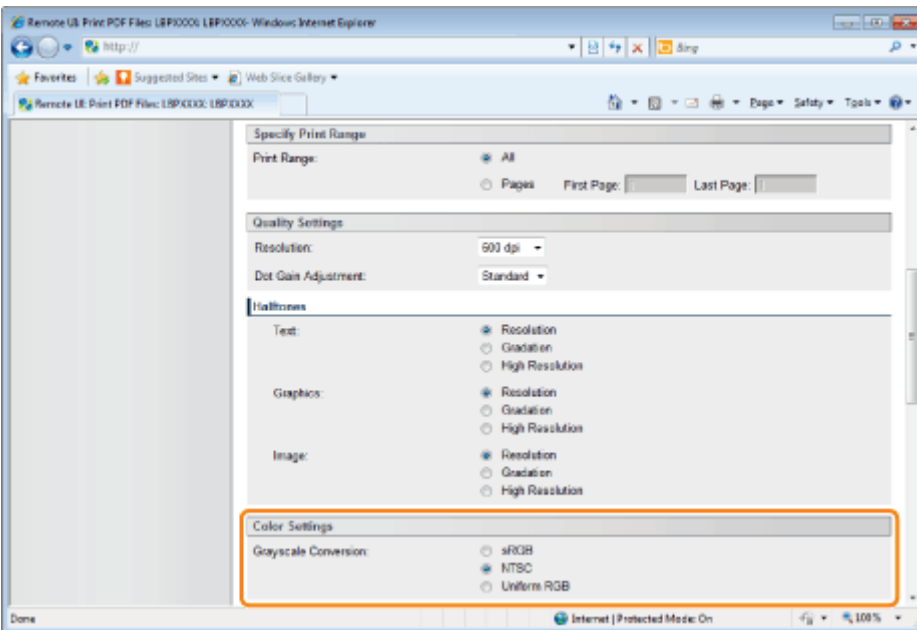 Remote UI: Print PDF Files: LBPXXXX: LBPXXXX- Windows Internet Explorer
http://
Bing
Favorites Suggested Sites Web Slice Gallery
Remote UI: Print PDF Files: LBPXXXX: LBPXXXX
Page Safety Tools
Specify Print Range
Print Range: All
Pages First Page: 1 Last Page: 1
Quality Settings
Resolution: 600 dpi
Dot Gain Adjustment: Standard
Halftones
Text: Resolution
Gradation
High Resolution
Graphics: Resolution
Gradation
High Resolution
Image: Resolution
Gradation
High Resolution
Color Settings
Grayscale Conversion: sRGB
NTSC
Uniform RGB
Done Internet | Protected Mode: On 100%